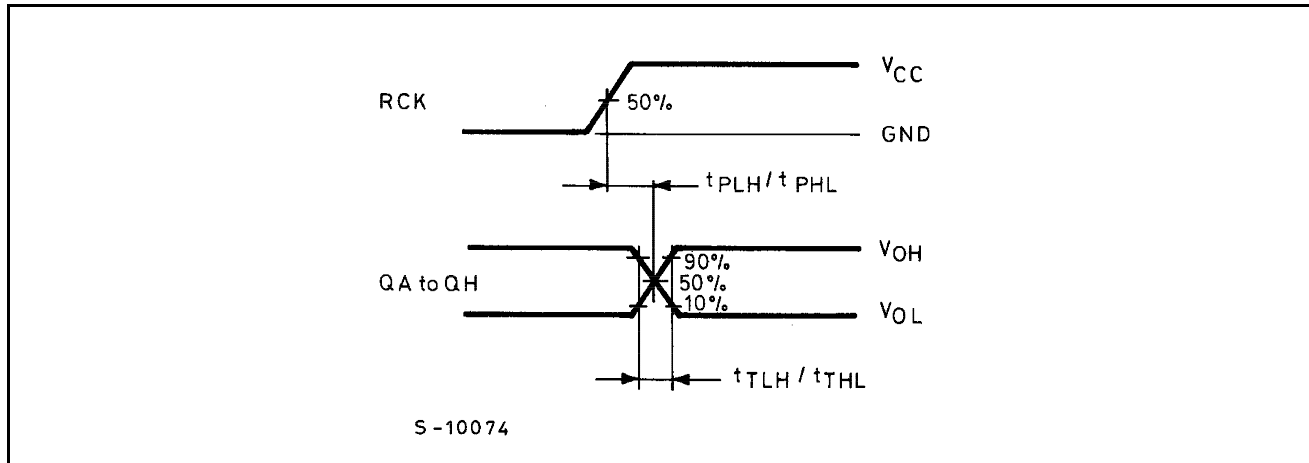 VCC
RCK
50%
GND
tPLH / tPHL
VOH
90%
QA to QH
50%
10%
VOL
tTLH / tTHL
S-10074